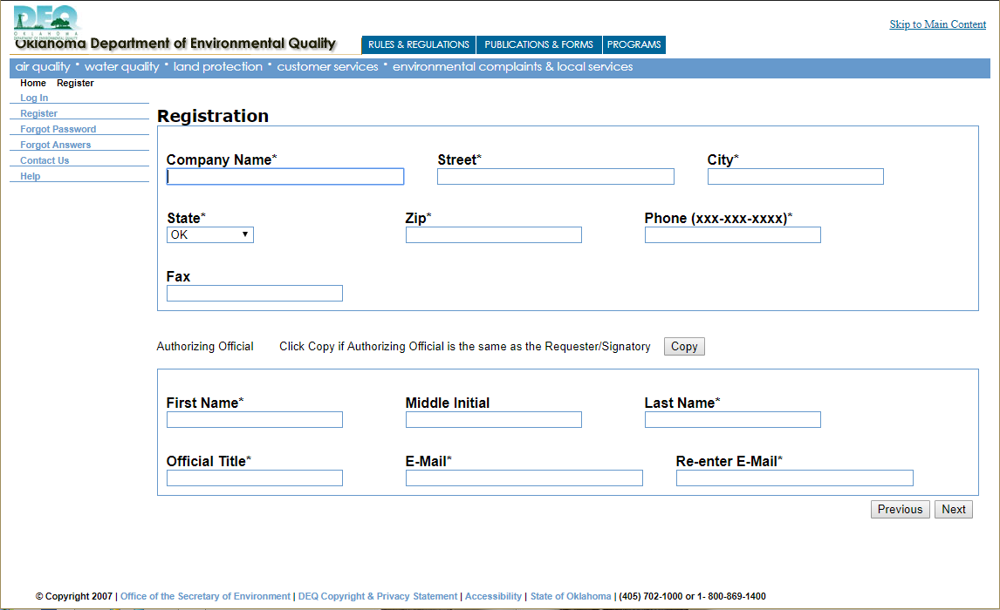 DEQ
OKLAHOMA
Skip to Main Content
Oklahoma Department of Environmental Quality
RULES & REGULATIONS PUBLICATIONS & FORMS PROGRAMS
air quality * water quality * land protection * customer services * environmental complaints & local services
Home Register
Log In
Register
Forgot Password
Forgot Answers
Contact Us
Help
Registration
Company Name* Street* City*
State* Zip* Phone (xxx-xxx-xxxx)*
OK
Fax
Authorizing Official Click Copy if Authorizing Official is the same as the Requester/Signatory Copy
First Name* Middle Initial Last Name*
Official Title* E-Mail* Re-enter E-Mail*
Previous Next
© Copyright 2007 | Office of the Secretary of Environment | DEQ Copyright & Privacy Statement | Accessibility | State of Oklahoma | (405) 702-1000 or 1- 800-869-1400